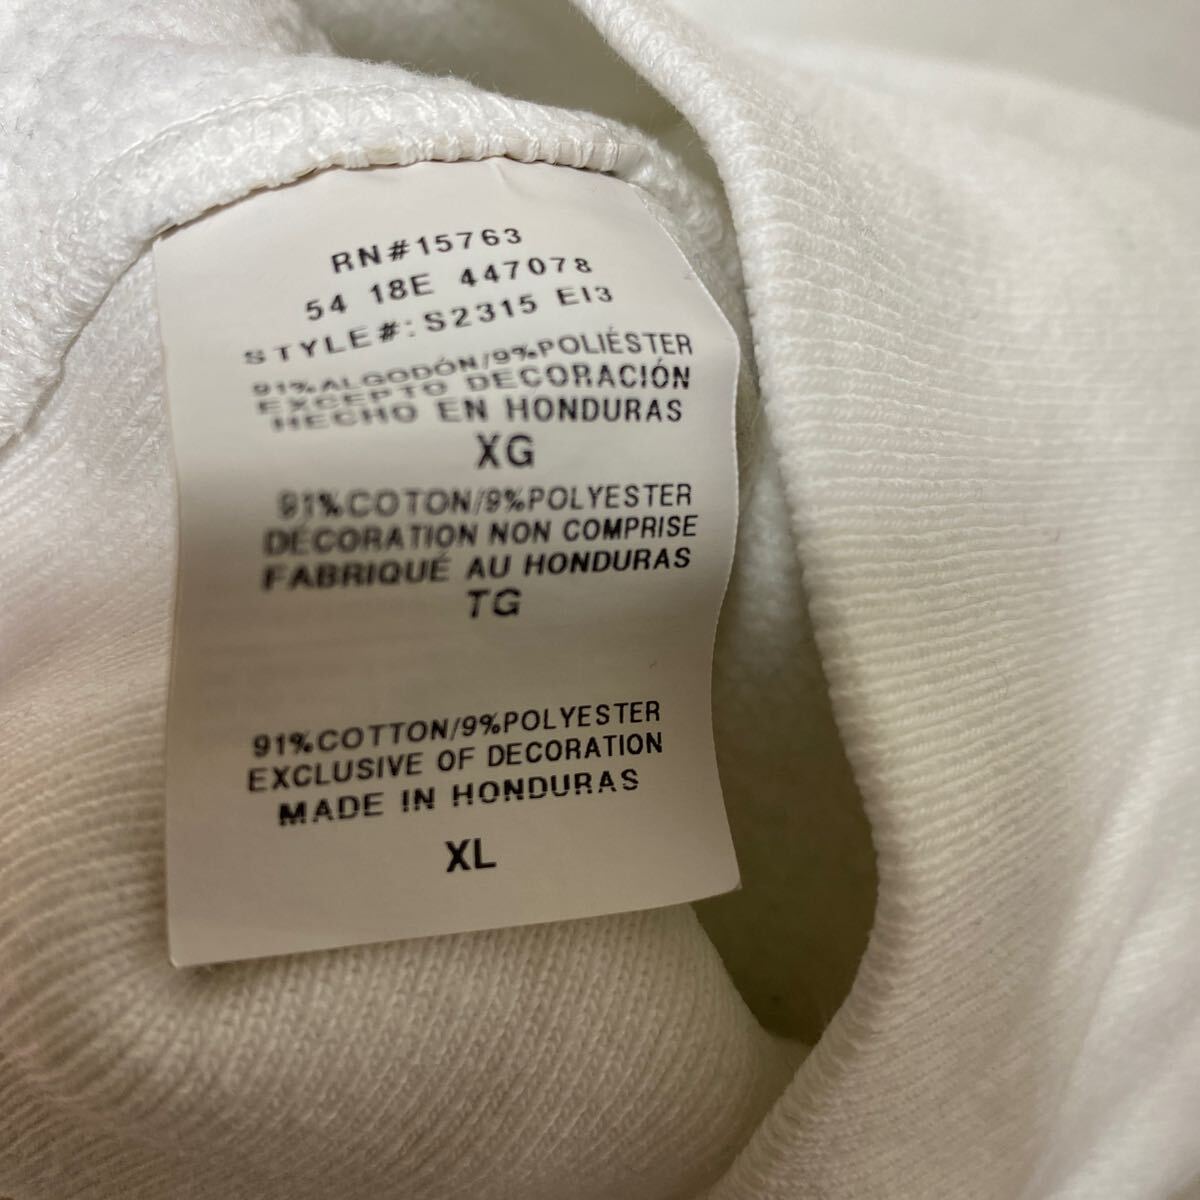 RN#15763
54 18E 447078
STYLE#: S2315 E13
91%ALGODÓN/9%POLIÉSTER
EXCEPTO DECORACIÓN
HECHO EN HONDURAS
XG
91%COTON/9%POLYESTER
DÉCORATION NON COMPRISE
FABRIQUÉ AU HONDURAS
TG
91%COTTON/9%POLYESTER
EXCLUSIVE OF DECORATION
MADE IN HONDURAS
XL